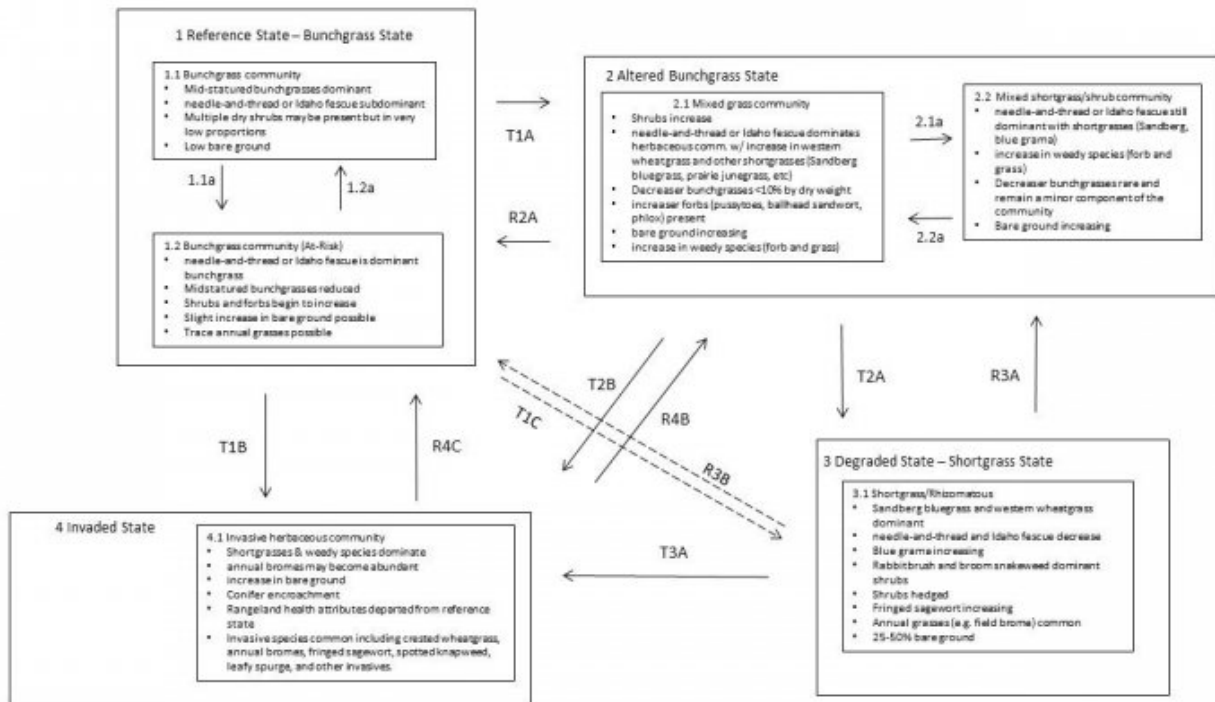 1 Reference State – Bunchgrass State
1.1 Bunchgrass community
• Mid-statured bunchgrasses dominant
• needle-and-thread or Idaho fescue subdominant
• Multiple dry shrubs may be present but in very
low proportions
• Low bare ground
1.1a
1.2a
1.2 Bunchgrass community (At-Risk)
• needle-and-thread or Idaho fescue is dominant
bunchgrass
• Midstatured bunchgrasses reduced
• Shrubs and forbs begin to increase
• Slight increase in bare ground possible
• Trace annual grasses possible
T1A
R2A
2 Altered Bunchgrass State
2.1 Mixed grass community
• Shrubs increase
• needle-and-thread or Idaho fescue dominates
herbaceous comm. w/ increase in western
wheatgrass and other shortgrasses (Sandberg
bluegrass, prairie junegrass, etc)
• Decreaser bunchgrasses <10% by dry weight
• increaser forbs (pussytoes, ballhead sandwort,
phlox) present
• bare ground increasing
• increase in weedy species (forb and grass)
2.1a
2.2a
2.2 Mixed shortgrass/shrub community
• needle-and-thread or Idaho fescue still
dominant with shortgrasses (Sandberg,
blue grama)
• increase in weedy species (forb and
grass)
• Decreaser bunchgrasses rare and
remain a minor component of the
community
• Bare ground increasing
T1B
R4C
T2B
R4B
T1C
R3B
T2A
R3A
T3A
3 Degraded State – Shortgrass State
3.1 Shortgrass/Rhizomatous
• Sandberg bluegrass and western wheatgrass
dominant
• needle-and-thread and Idaho fescue decrease
• Blue grama increasing
• Rabbitbrush and broom snakeweed dominant
shrubs
• Shrubs hedged
• Fringed sagewort increasing
• Annual grasses (e.g. field brome) common
• 25-50% bare ground
4 Invaded State
4.1 Invasive herbaceous community
• Shortgrasses & weedy species dominate
• annual bromes may become abundant
• increase in bare ground
• Conifer encroachment
• Rangeland health attributes departed from reference
state
• Invasive species common including crested wheatgrass,
annual bromes, fringed sagewort, spotted knapweed,
leafy spurge, and other invasives.